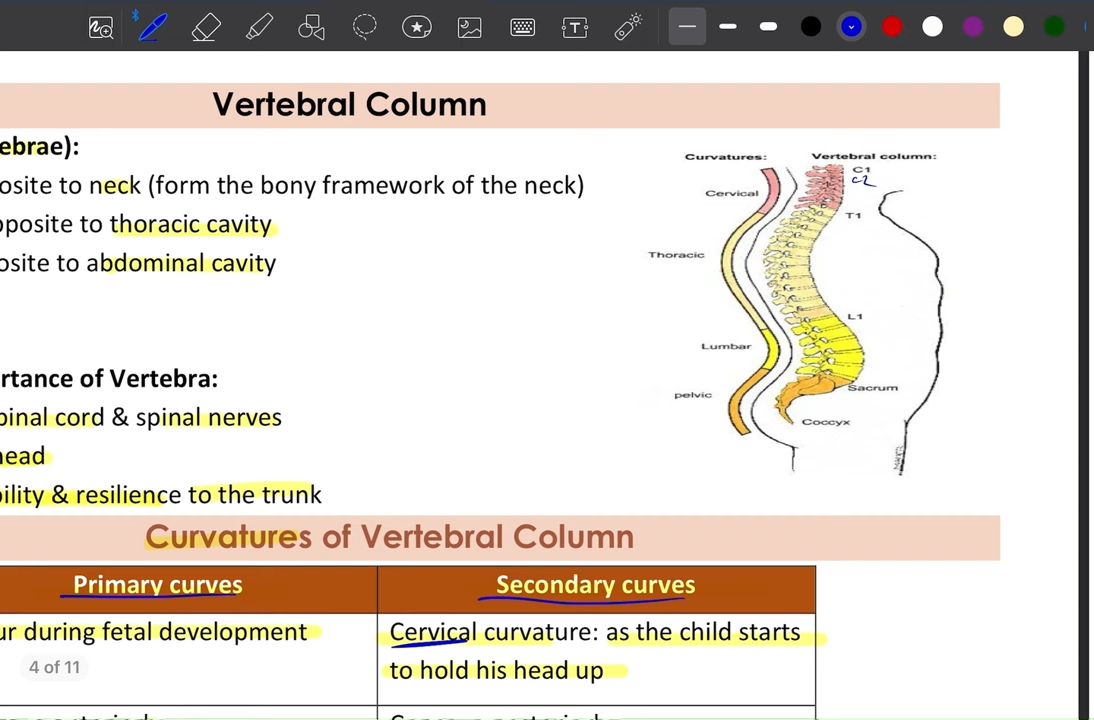 Vertebral Column
ebrae):
osite to neck (form the bony framework of the neck)
pposite to thoracic cavity
osite to abdominal cavity
Curvatures:
Vertebral column:
Cervical
C1
C2
T1
Thoracic
L1
Lumbar
Sacrum
pelvic
Coccyx
rtance of Vertebra:
pinal cord & spinal nerves
head
bility & resilience to the trunk
Curvatures of Vertebral Column
Primary curves
Secondary curves
ur during fetal development
Cervical curvature: as the child starts
to hold his head up
4 of 11